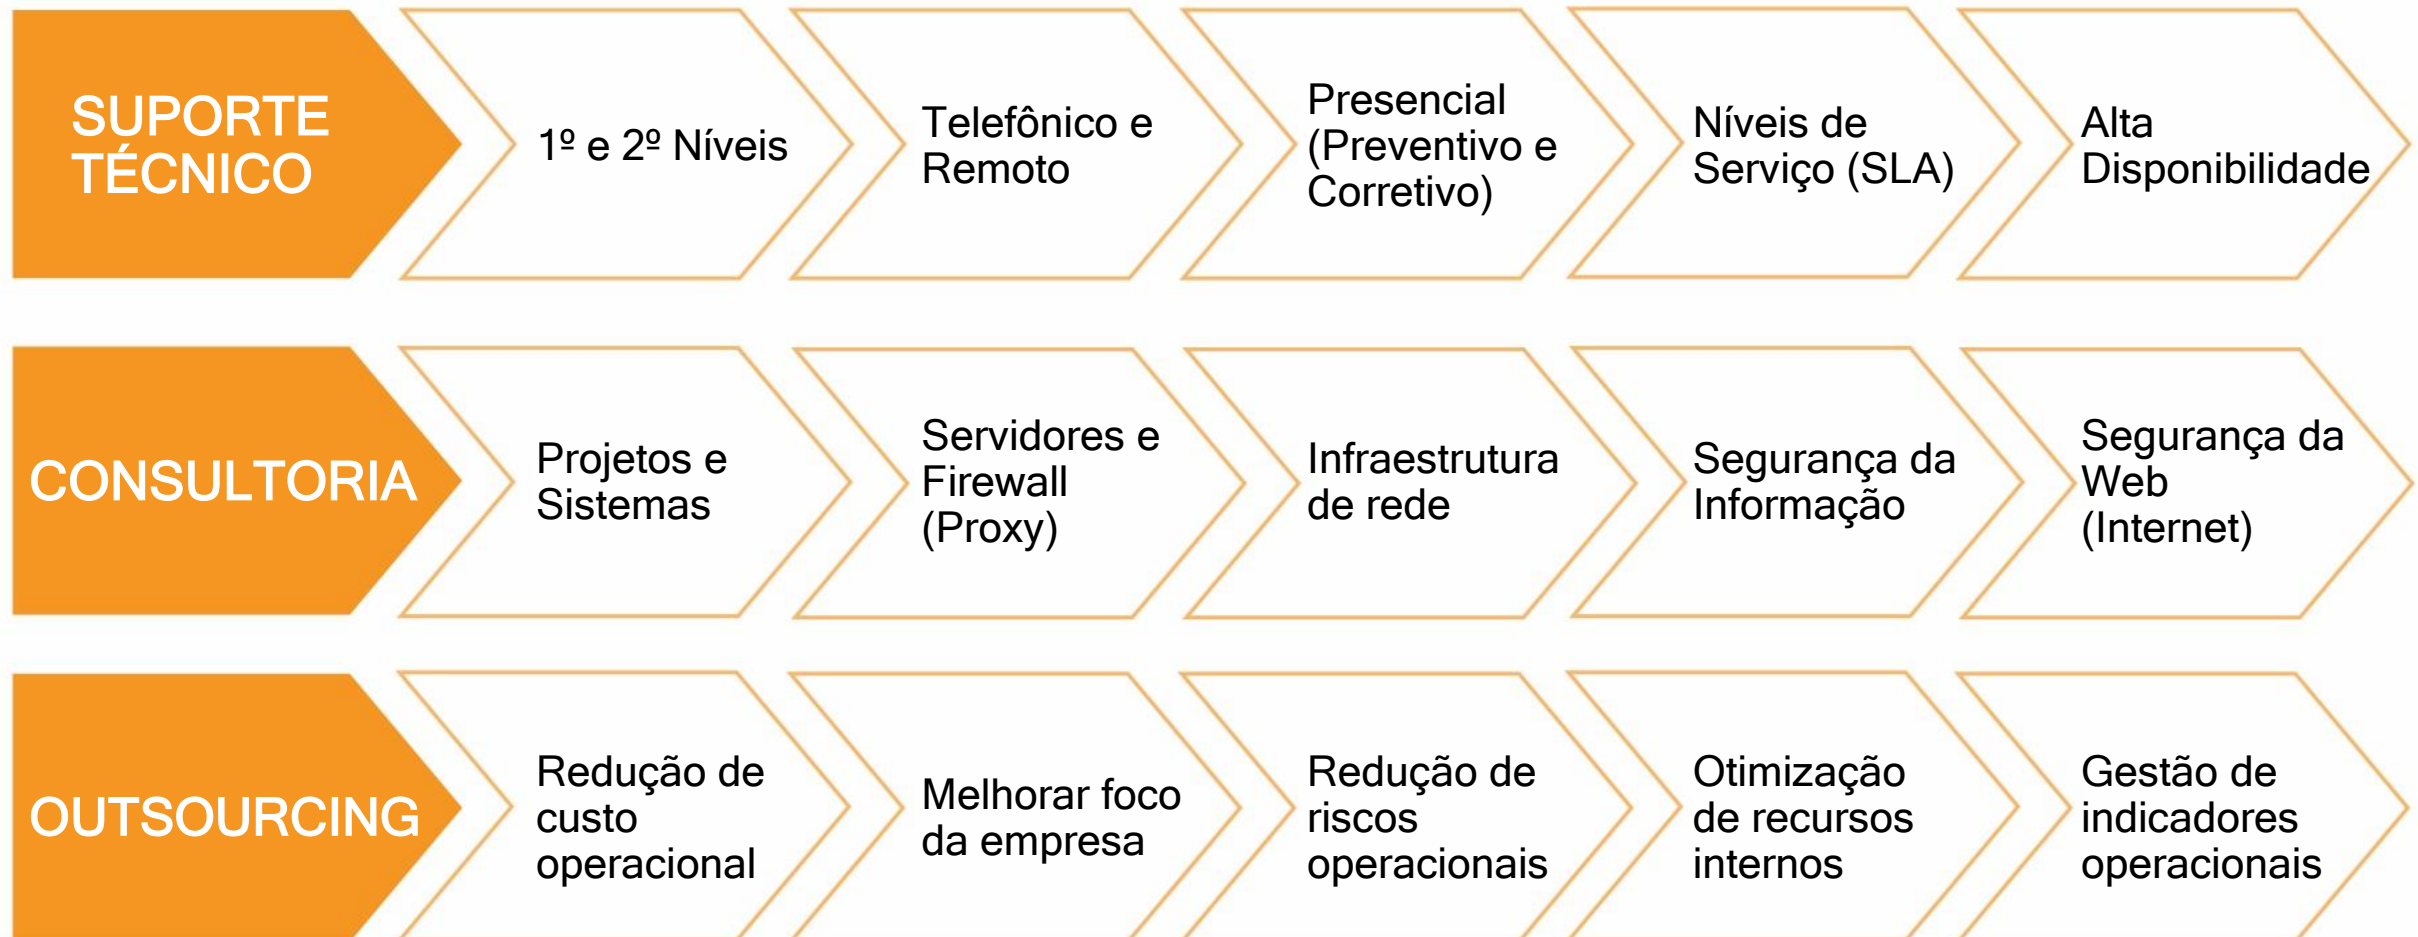 SUPORTE
TÉCNICO
1º e 2º Níveis
Telefônico e
Remoto
Presencial
(Preventivo e
Corretivo)
Níveis de
Serviço (SLA)
Alta
Disponibilidade
CONSULTORIA
Projetos e
Sistemas
Servidores e
Firewall
(Proxy)
Infraestrutura
de rede
Segurança da
Informação
Segurança da
Web
(Internet)
OUTSOURCING
Redução de
custo
operacional
Melhorar foco
da empresa
Redução de
riscos
operacionais
Otimização
de recursos
internos
Gestão de
indicadores
operacionais